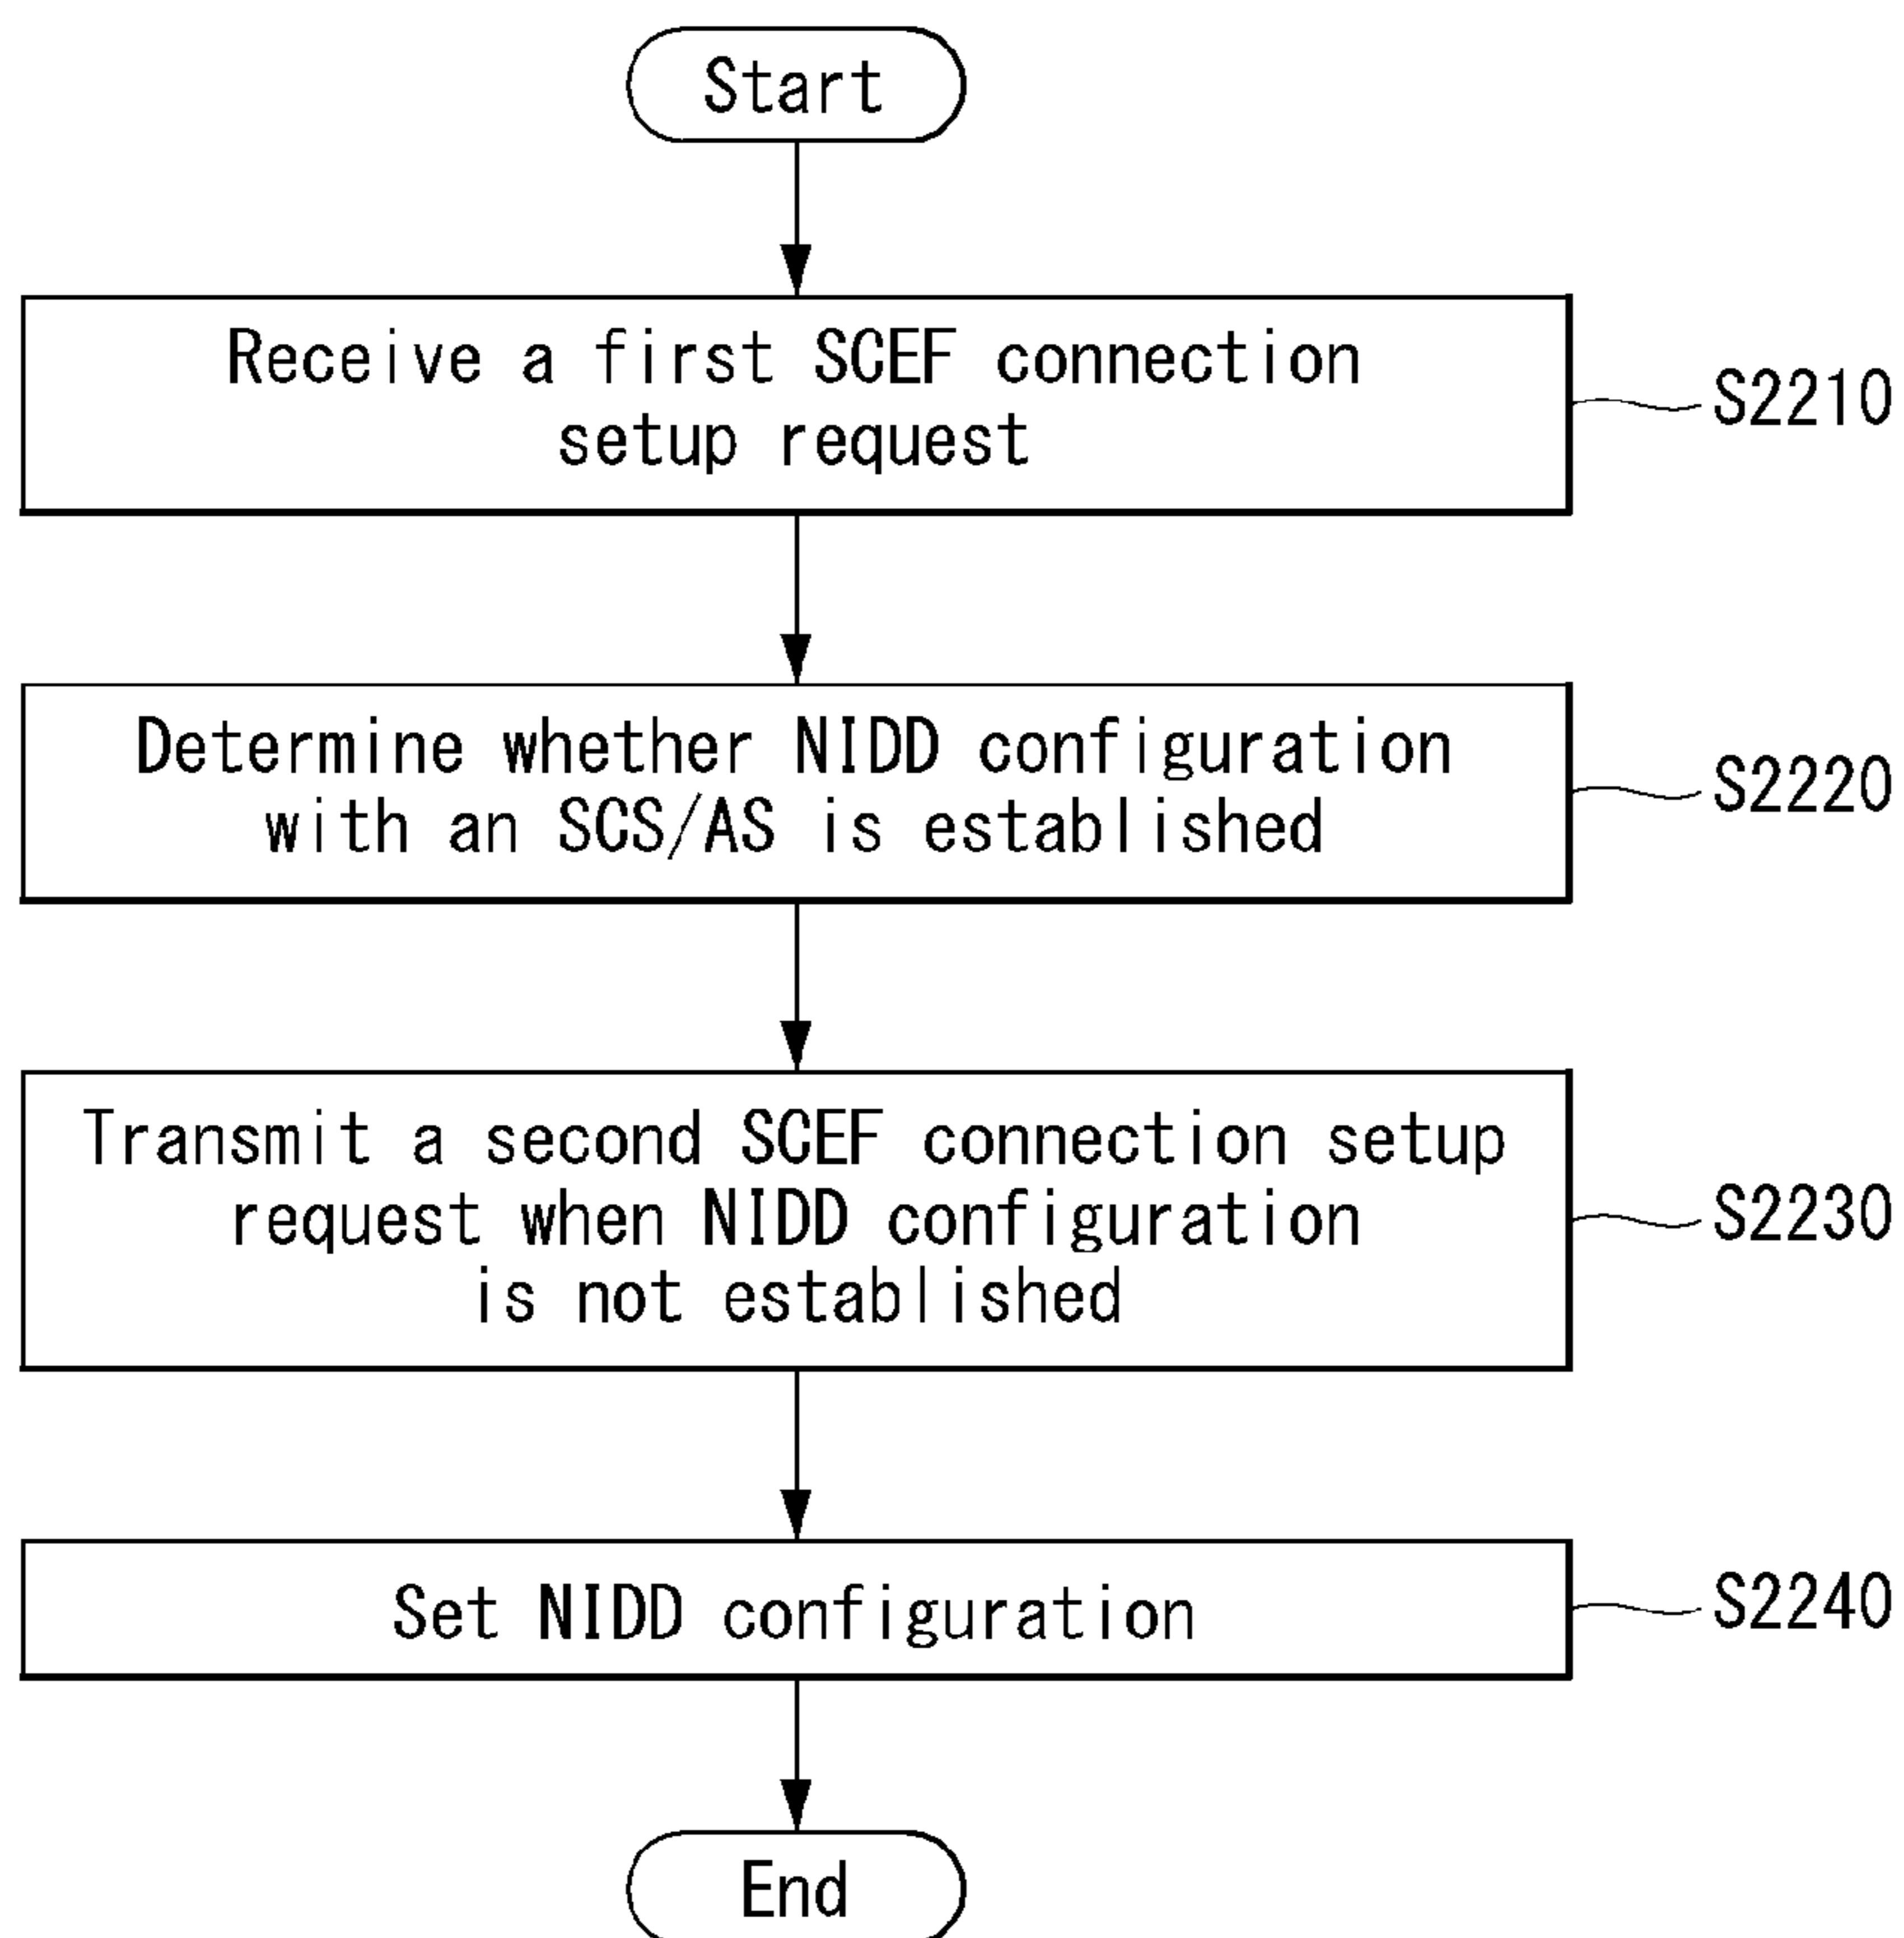 Start
Receive a first SCEF connection
setup request
S2210
Determine whether NIDD configuration
with an SCS/AS is established
S2220
Transmit a second SCEF connection setup
request when NIDD configuration
is not established
S2230
Set NIDD configuration
S2240
End